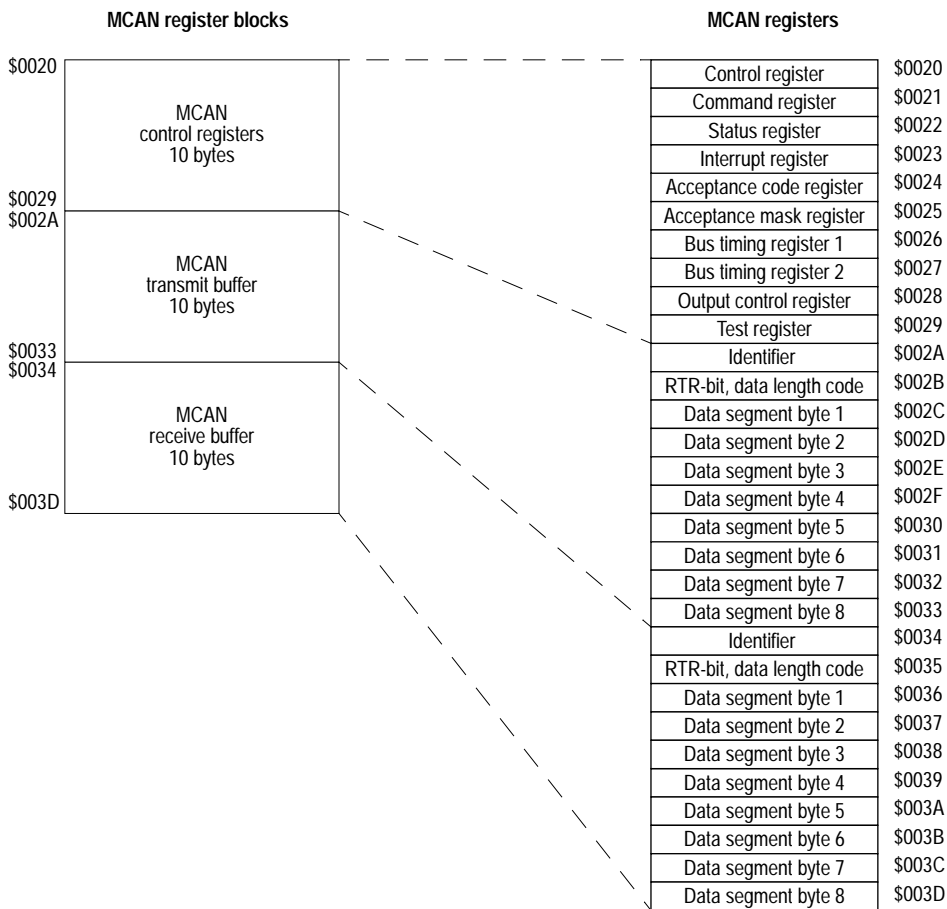 MCAN register blocks
$0020
MCAN
control registers
10 bytes
$0029
$002A
MCAN
transmit buffer
10 bytes
$0033
$0034
MCAN
receive buffer
10 bytes
$003D
MCAN registers
Control register $0020
Command register $0021
Status register $0022
Interrupt register $0023
Acceptance code register $0024
Acceptance mask register $0025
Bus timing register 1 $0026
Bus timing register 2 $0027
Output control register $0028
Test register $0029
Identifier $002A
RTR-bit, data length code $002B
Data segment byte 1 $002C
Data segment byte 2 $002D
Data segment byte 3 $002E
Data segment byte 4 $002F
Data segment byte 5 $0030
Data segment byte 6 $0031
Data segment byte 7 $0032
Data segment byte 8 $0033
Identifier $0034
RTR-bit, data length code $0035
Data segment byte 1 $0036
Data segment byte 2 $0037
Data segment byte 3 $0038
Data segment byte 4 $0039
Data segment byte 5 $003A
Data segment byte 6 $003B
Data segment byte 7 $003C
Data segment byte 8 $003D